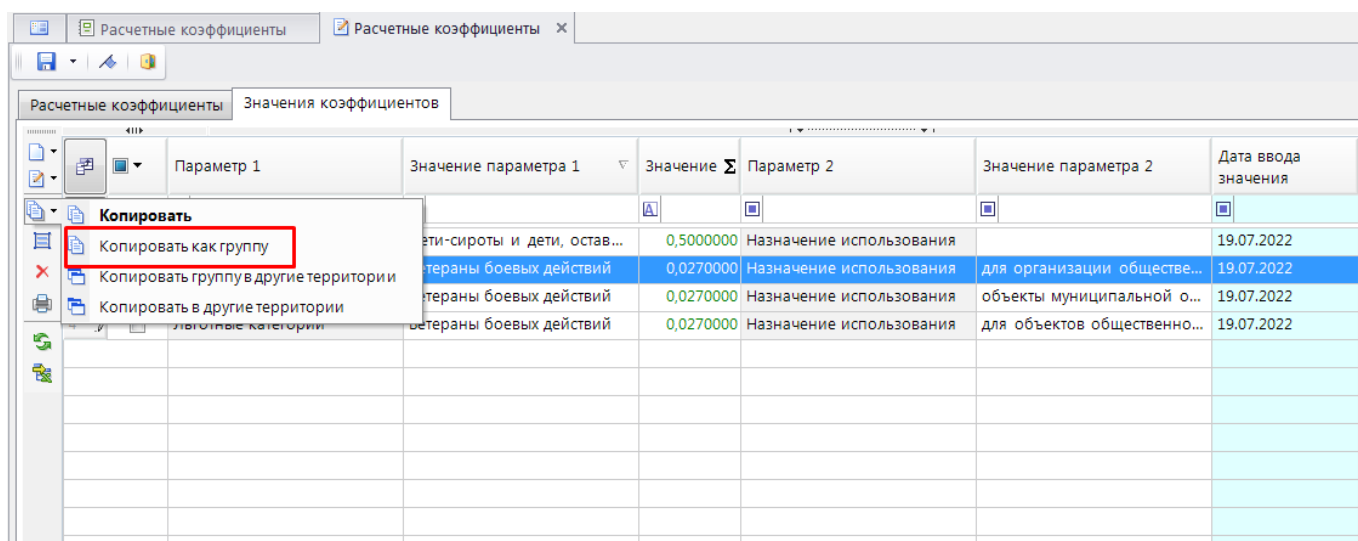 Расчетные коэффициенты Расчетные коэффициенты
Расчетные коэффициенты Значения коэффициентов
Параметр 1 Значение параметра 1 Значение Σ Параметр 2 Значение параметра 2 Дата ввода
значения
Копировать
Копировать как группу
Копировать группу в другие территории
Копировать в другие территории
ети-сироты и дети, остав... 0,5000000 Назначение использования 19.07.2022
етераны боевых действий 0,0270000 Назначение использования для организации обществе... 19.07.2022
етераны боевых действий 0,0270000 Назначение использования объекты муниципальной о... 19.07.2022
4 Льготные категории Ветераны боевых действий 0,0270000 Назначение использования для объектов общественно... 19.07.2022